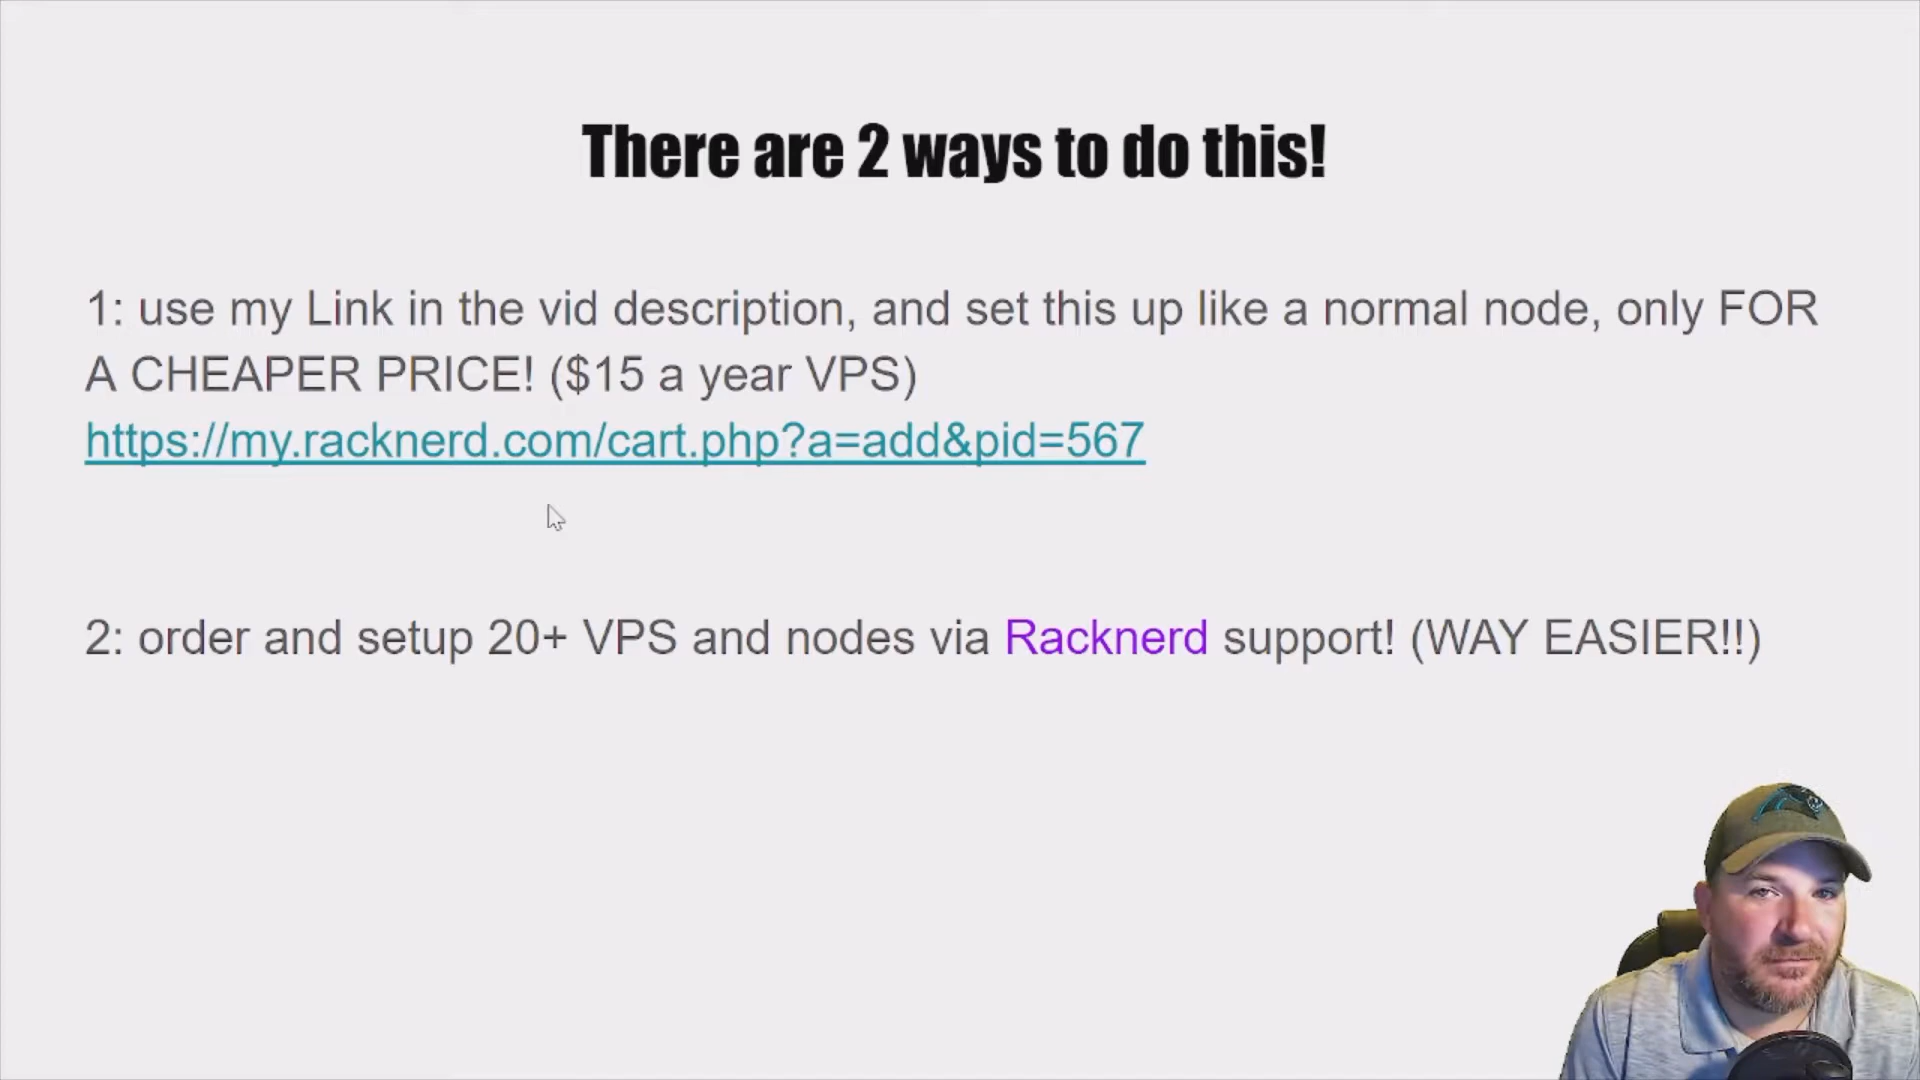 There are 2 ways to do this!
1: use my Link in the vid description, and set this up like a normal node, only FOR
A CHEAPER PRICE! ($15 a year VPS)
https://my.racknerd.com/cart.php?a=add&pid=567
2: order and setup 20+ VPS and nodes via Racknerd support! (WAY EASIER!!)